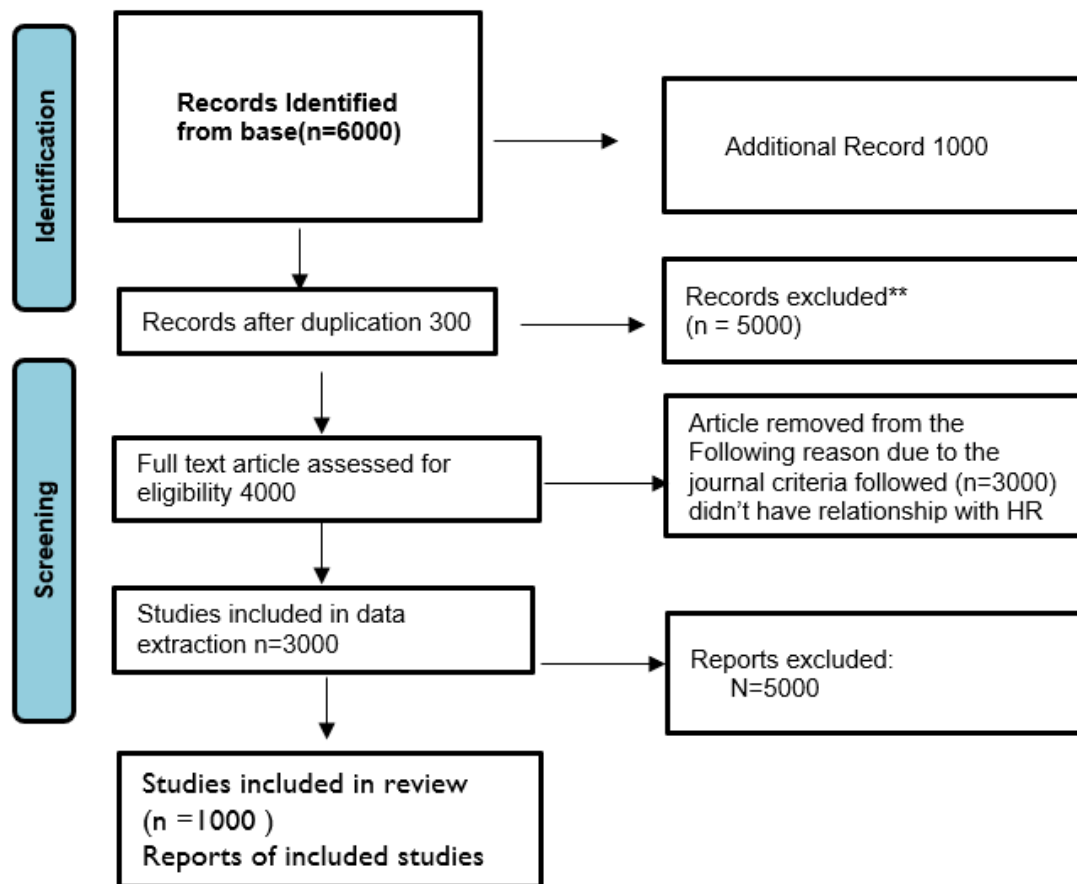 Identification
Records Identified
from base(n=6000)
Additional Record 1000
Records after duplication 300
Records excluded**
(n = 5000)
Screening
Full text article assessed for
eligibility 4000
Article removed from the
Following reason due to the
journal criteria followed (n=3000)
didn’t have relationship with HR
Studies included in data
extraction n=3000
Reports excluded:
N=5000
Studies included in review
(n =1000 )
Reports of included studies